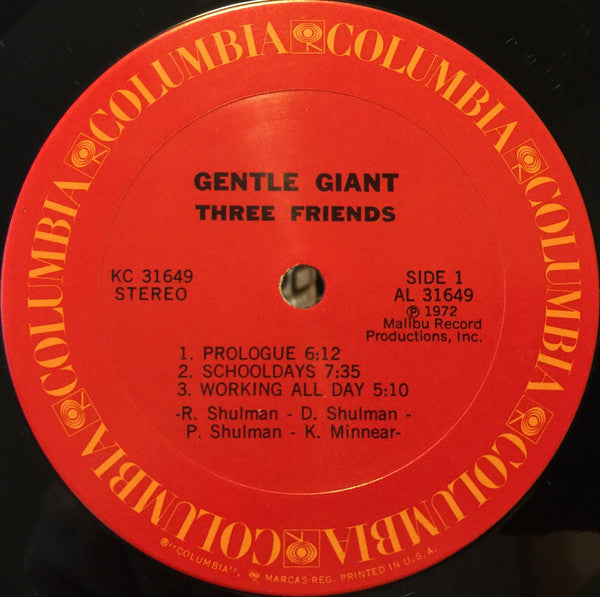 COLUMBIA COLUMBIA COLUMBIA COLUMBIA COLUMBIA COLUMBIA
GENTLE GIANT
THREE FRIENDS
KC 31649
STEREO
SIDE 1
AL 31649
℗ 1972
Malibu Record
Productions, Inc.
1. PROLOGUE 6:12
2. SCHOOLDAYS 7:35
3. WORKING ALL DAY 5:10
-R. Shulman - D. Shulman -
P. Shulman - K. Minnear-
®"COLUMBIA", MARCAS REG. PRINTED IN U.S.A.